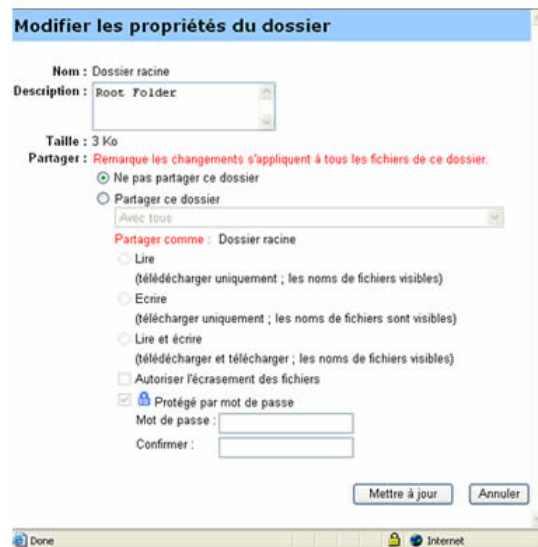 Modifier les propriétés du dossier
Nom : Dossier racine
Description : Root Folder
Taille : 3 Ko
Partager : Remarque les changements s'appliquent à tous les fichiers de ce dossier.
Ne pas partager ce dossier
Partager ce dossier
Avec tous
Partager comme : Dossier racine
Lire
(télédécharger uniquement ; les noms de fichiers visibles)
Ecrire
(télécharger uniquement ; les noms de fichiers sont visibles)
Lire et écrire
(télédécharger et télécharger ; les noms de fichiers visibles)
Autoriser l'écrasement des fichiers
Protégé par mot de passe
Mot de passe :
Confirmer :
Mettre à jour Annuler
Done Internet